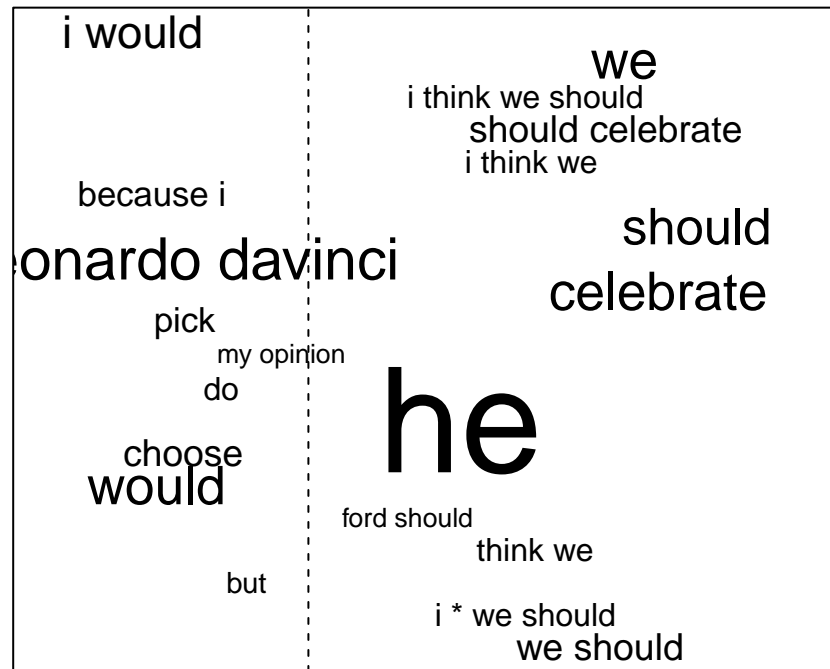 i would
we
i think we should
should celebrate
i think we
because i
should
eonardo davinci
celebrate
pick
my opinion
do
he
choose
would
ford should
think we
but
i * we should
we should